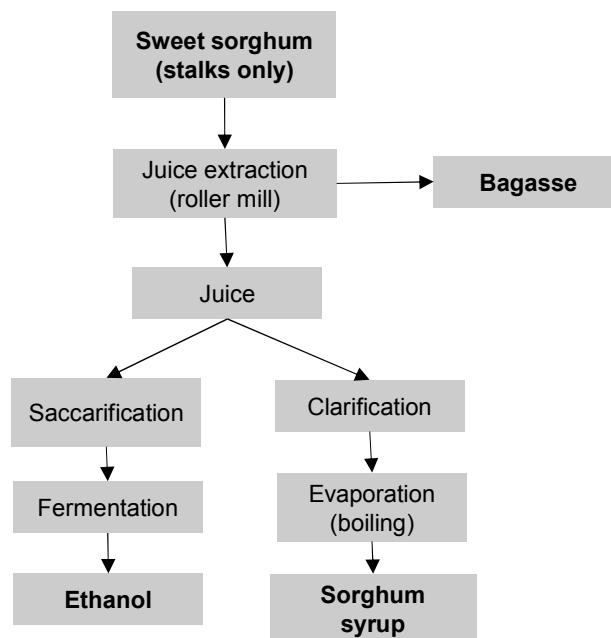 Sweet sorghum
(stalks only)
Juice extraction
(roller mill)
Bagasse
Juice
Saccarification
Clarification
Fermentation
Evaporation
(boiling)
Ethanol
Sorghum
syrup